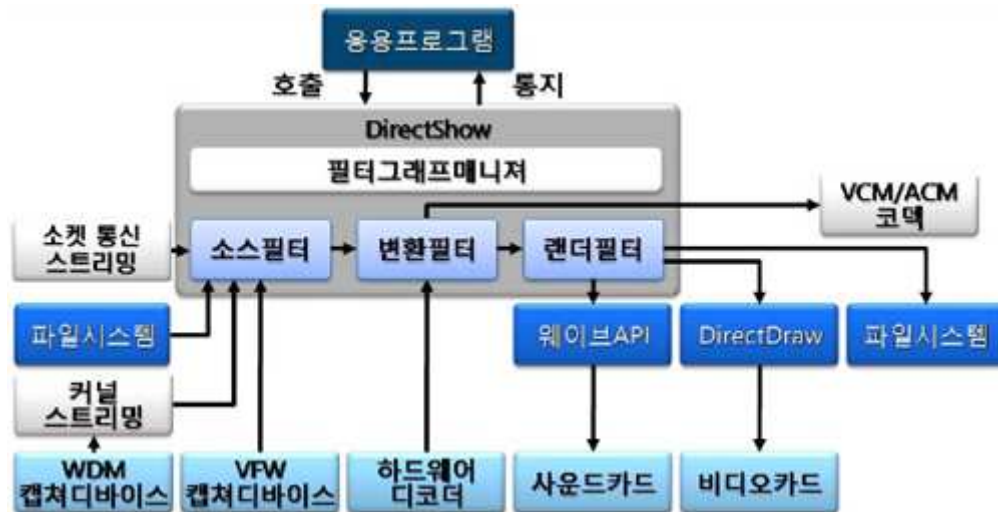 응용프로그램
호출
통지
DirectShow
필터그래프매니져
VCM/ACM
코덱
소켓 통신
스트리밍
소스필터
변환필터
랜더필터
파일시스템
웨이브API
DirectDraw
파일시스템
커널
스트리밍
WDM
캡쳐디바이스
VFW
캡쳐디바이스
하드웨어
디코더
사운드카드
비디오카드